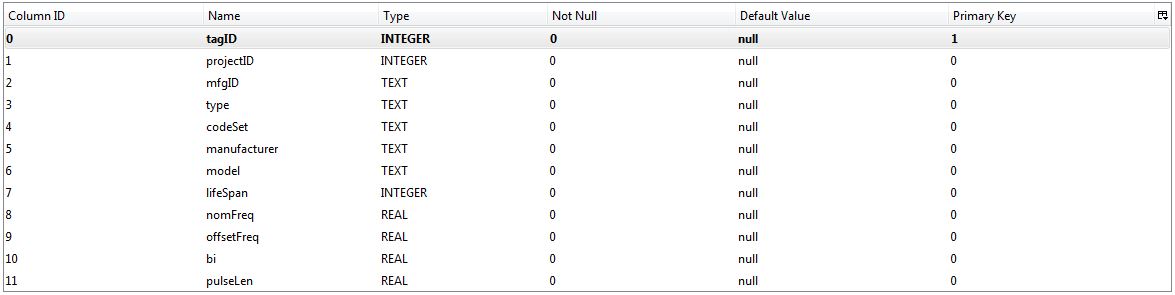 Column ID Name Type Not Null Default Value Primary Key
0 tagID INTEGER 0 null 1
1 projectID INTEGER 0 null 0
2 mfgID TEXT 0 null 0
3 type TEXT 0 null 0
4 codeSet TEXT 0 null 0
5 manufacturer TEXT 0 null 0
6 model TEXT 0 null 0
7 lifeSpan INTEGER 0 null 0
8 nomFreq REAL 0 null 0
9 offsetFreq REAL 0 null 0
10 bi REAL 0 null 0
11 pulseLen REAL 0 null 0